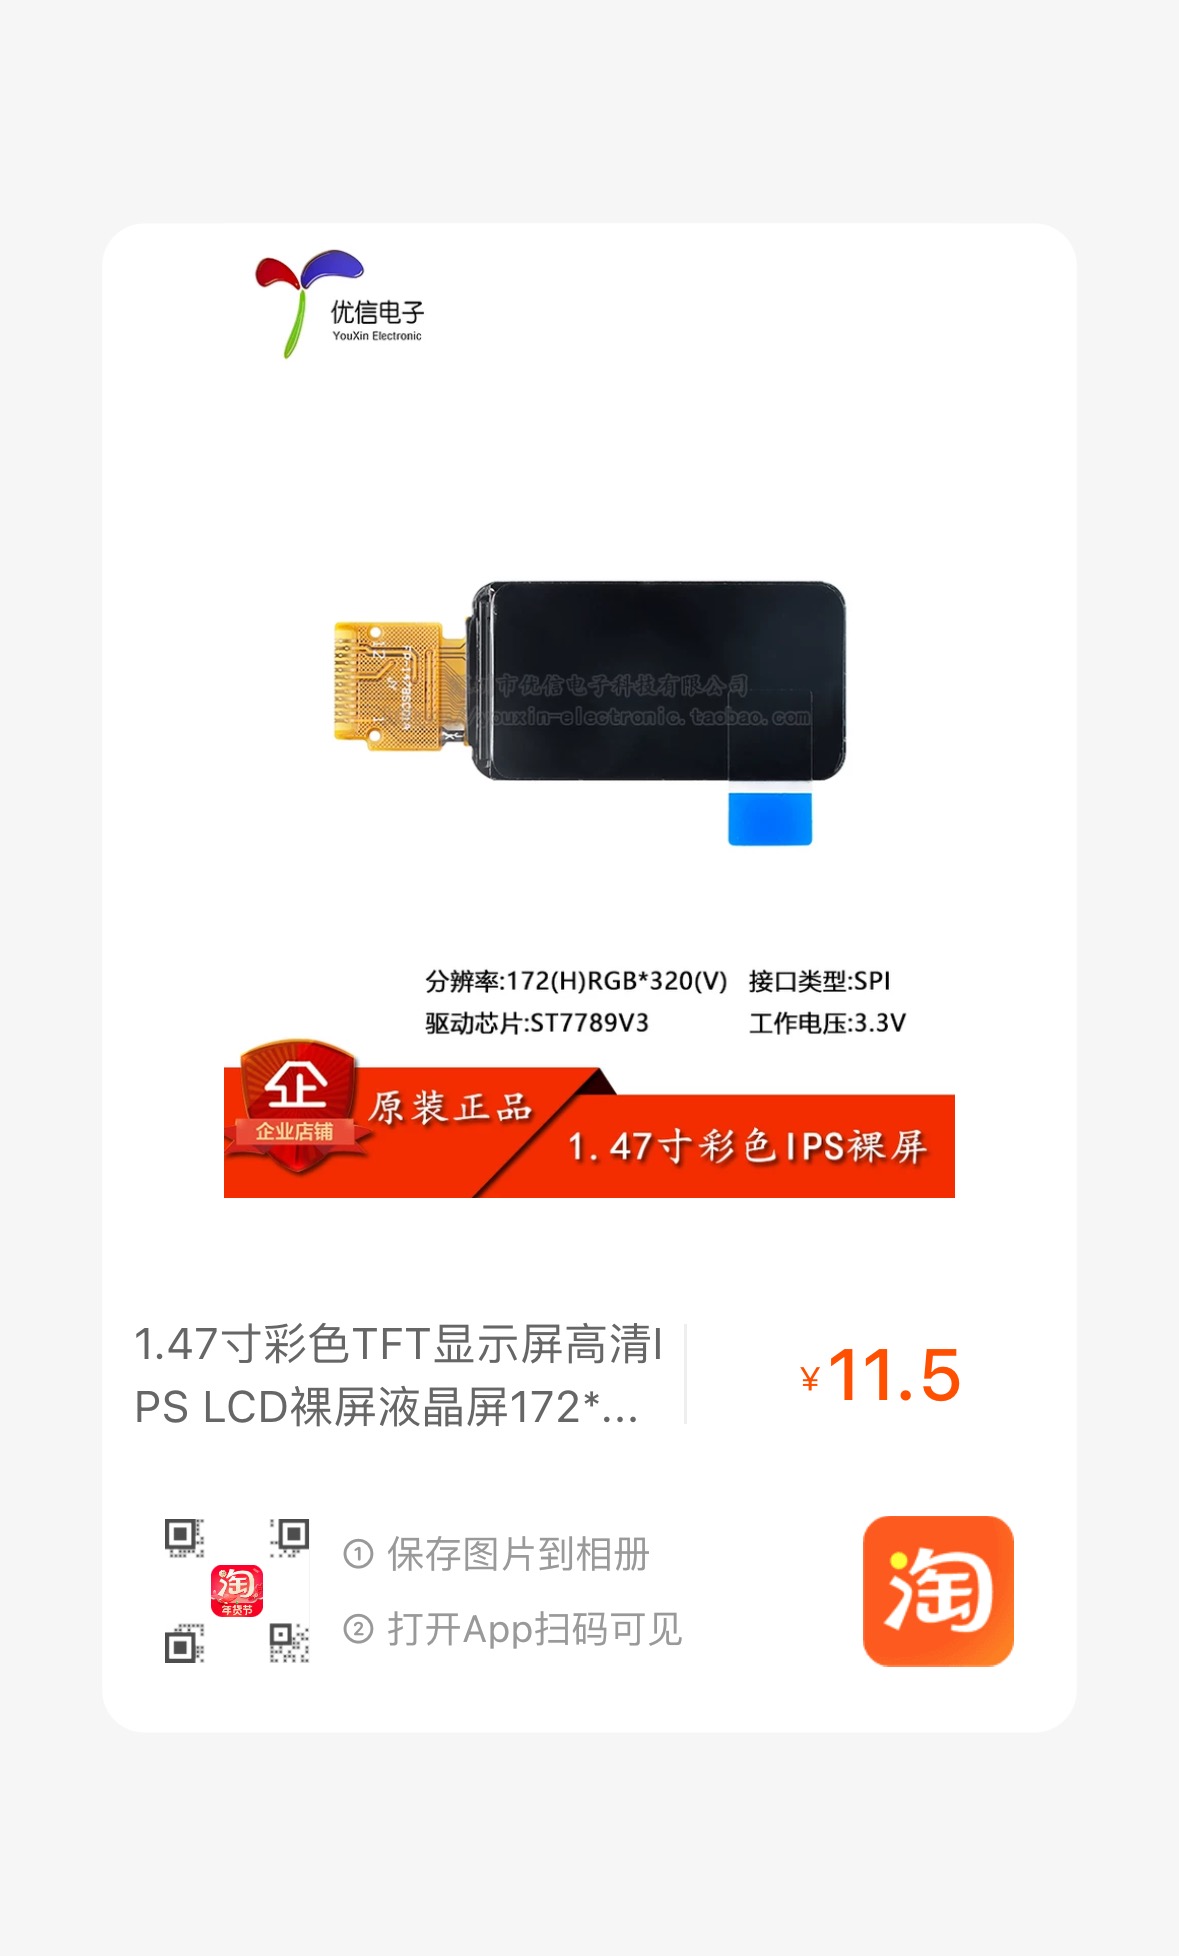 优信电子
YouXin Electronic
市优信电子科技有限公司
youxin-electronic.taobao.com
分辨率:172(H)RGB*320(V) 接口类型:SPI
驱动芯片:ST7789V3 工作电压:3.3V
企
企业店铺
原装正品
1.47寸彩色IPS裸屏
1.47寸彩色TFT显示屏高清I
PS LCD裸屏液晶屏172*...
¥11.5
淘
年货节
① 保存图片到相册
② 打开App扫码可见
淘